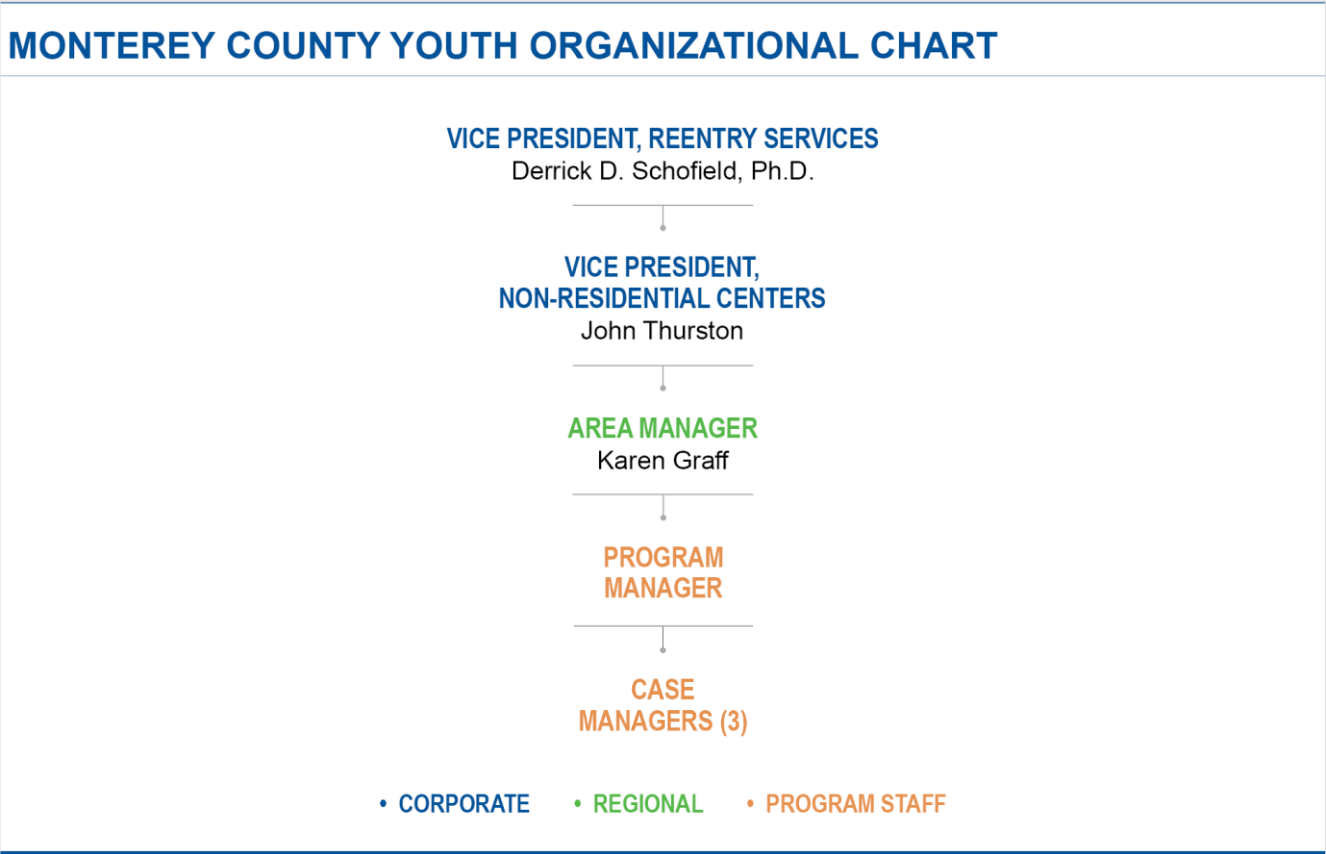 MONTEREY COUNTY YOUTH ORGANIZATIONAL CHART
VICE PRESIDENT, REENTRY SERVICES
Derrick D. Schofield, Ph.D.
VICE PRESIDENT,
NON-RESIDENTIAL CENTERS
John Thurston
AREA MANAGER
Karen Graff
PROGRAM
MANAGER
CASE
MANAGERS (3)
• CORPORATE • REGIONAL • PROGRAM STAFF